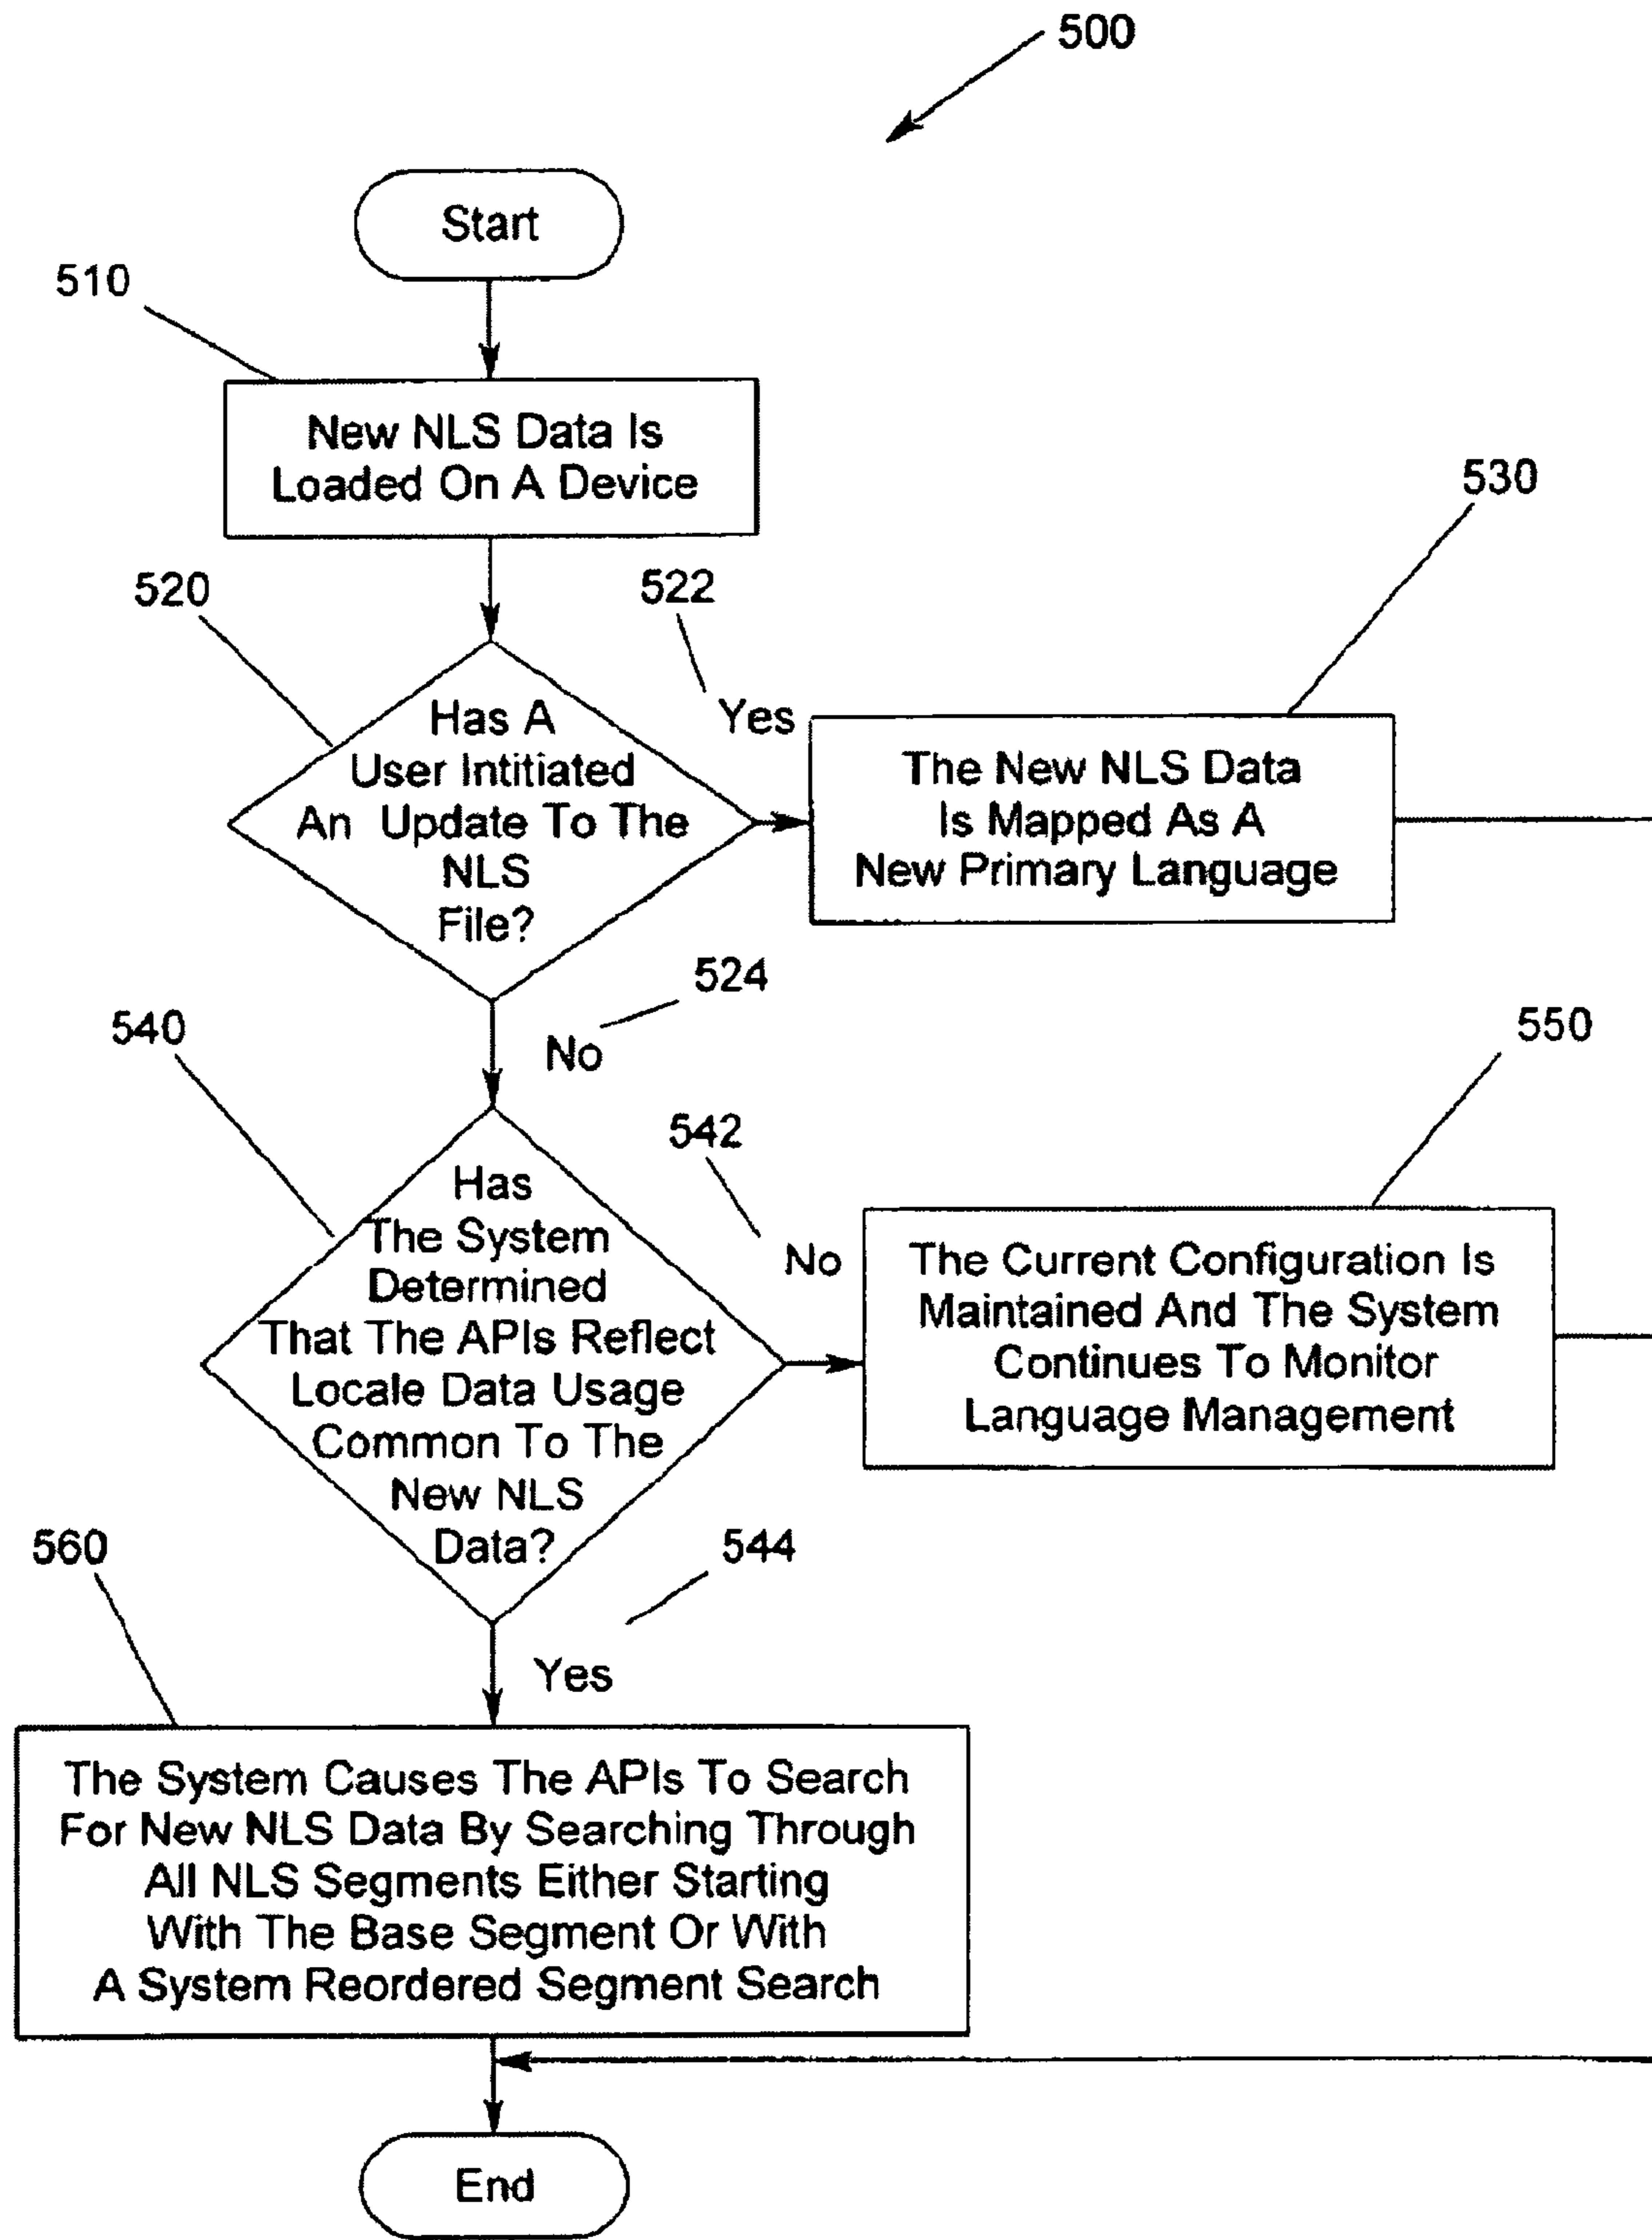 500
Start
510
New NLS Data Is
Loaded On A Device
520
522
530
Has A
User Intitiated
An Update To The
NLS
File?
Yes
The New NLS Data
Is Mapped As A
New Primary Language
524
No
540
542
550
Has
The System
Determined
That The APIs Reflect
Locale Data Usage
Common To The
New NLS
Data?
No
The Current Configuration Is
Maintained And The System
Continues To Monitor
Language Management
560
544
Yes
The System Causes The APIs To Search
For New NLS Data By Searching Through
All NLS Segments Either Starting
With The Base Segment Or With
A System Reordered Segment Search
End